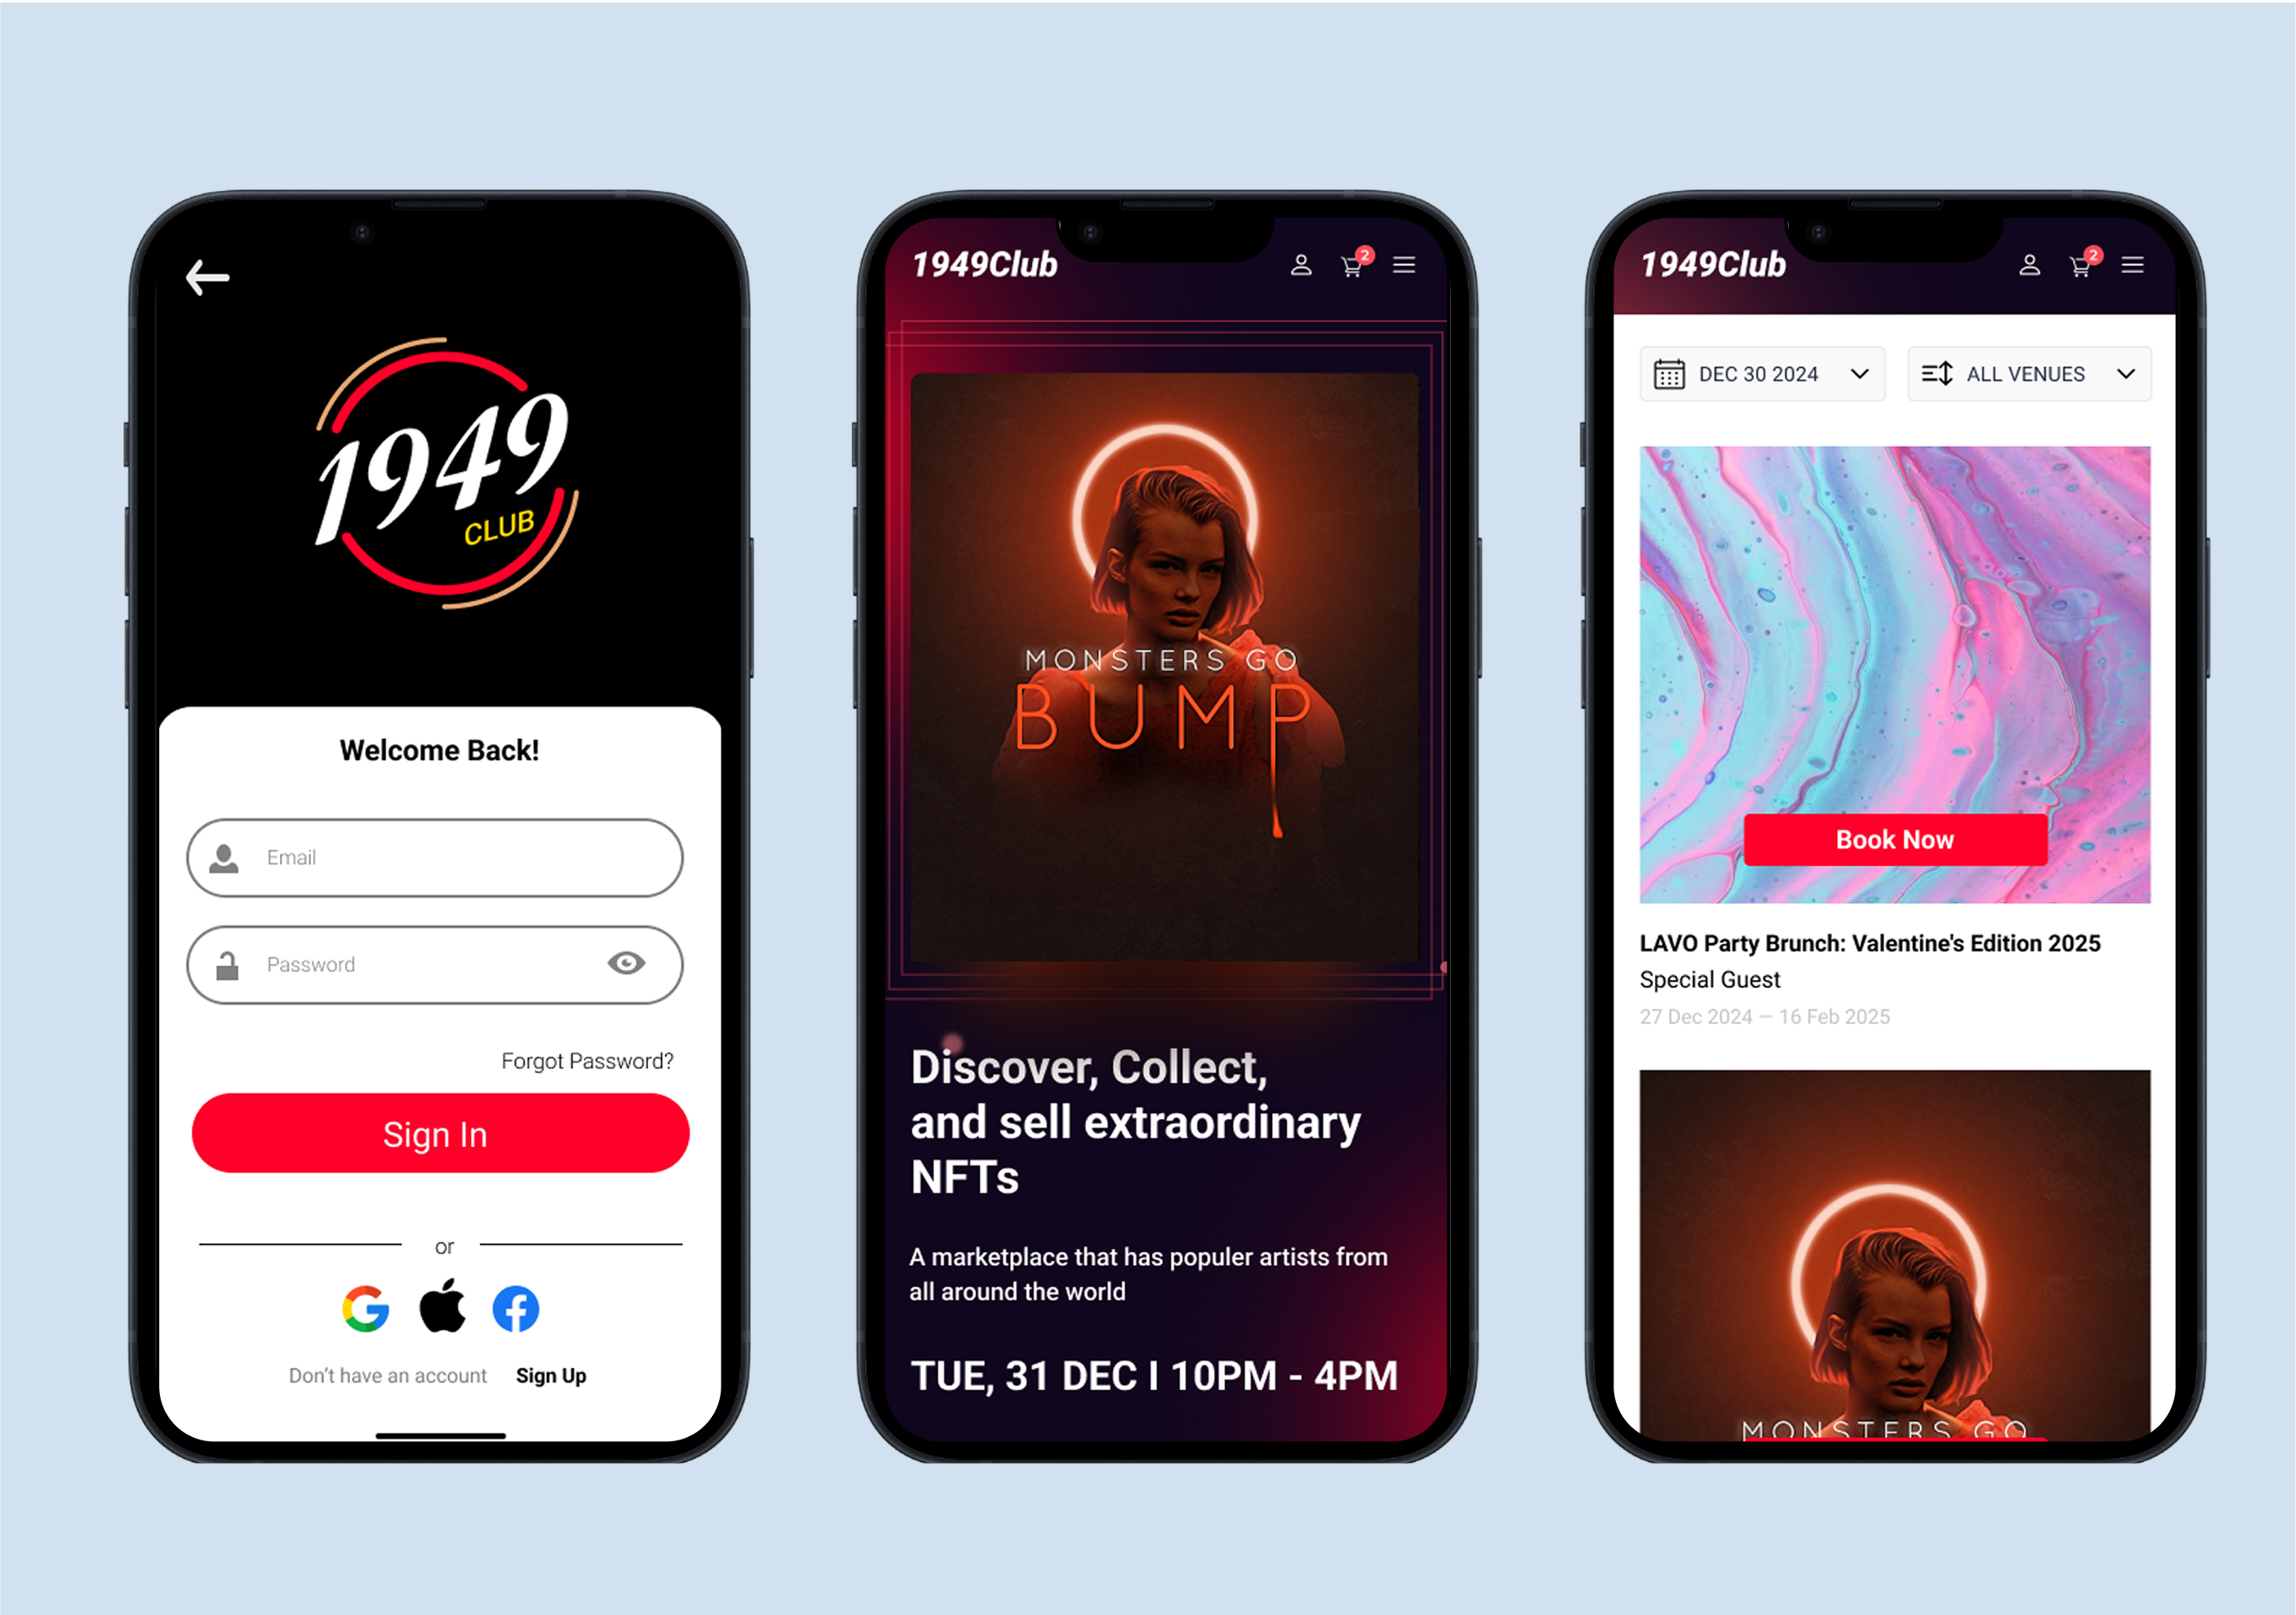 1949
CLUB
Welcome Back!
Email
Password
Forgot Password?
Sign In
or
Don't have an account Sign Up
1949Club
2
MONSTERS GO
BUMP
Discover, Collect,
and sell extraordinary
NFTs
A marketplace that has populer artists from
all around the world
TUE, 31 DEC I 10PM - 4PM
1949Club
2
DEC 30 2024
ALL VENUES
Book Now
LAVO Party Brunch: Valentine's Edition 2025
Special Guest
27 Dec 2024 — 16 Feb 2025
MONSTERS GO